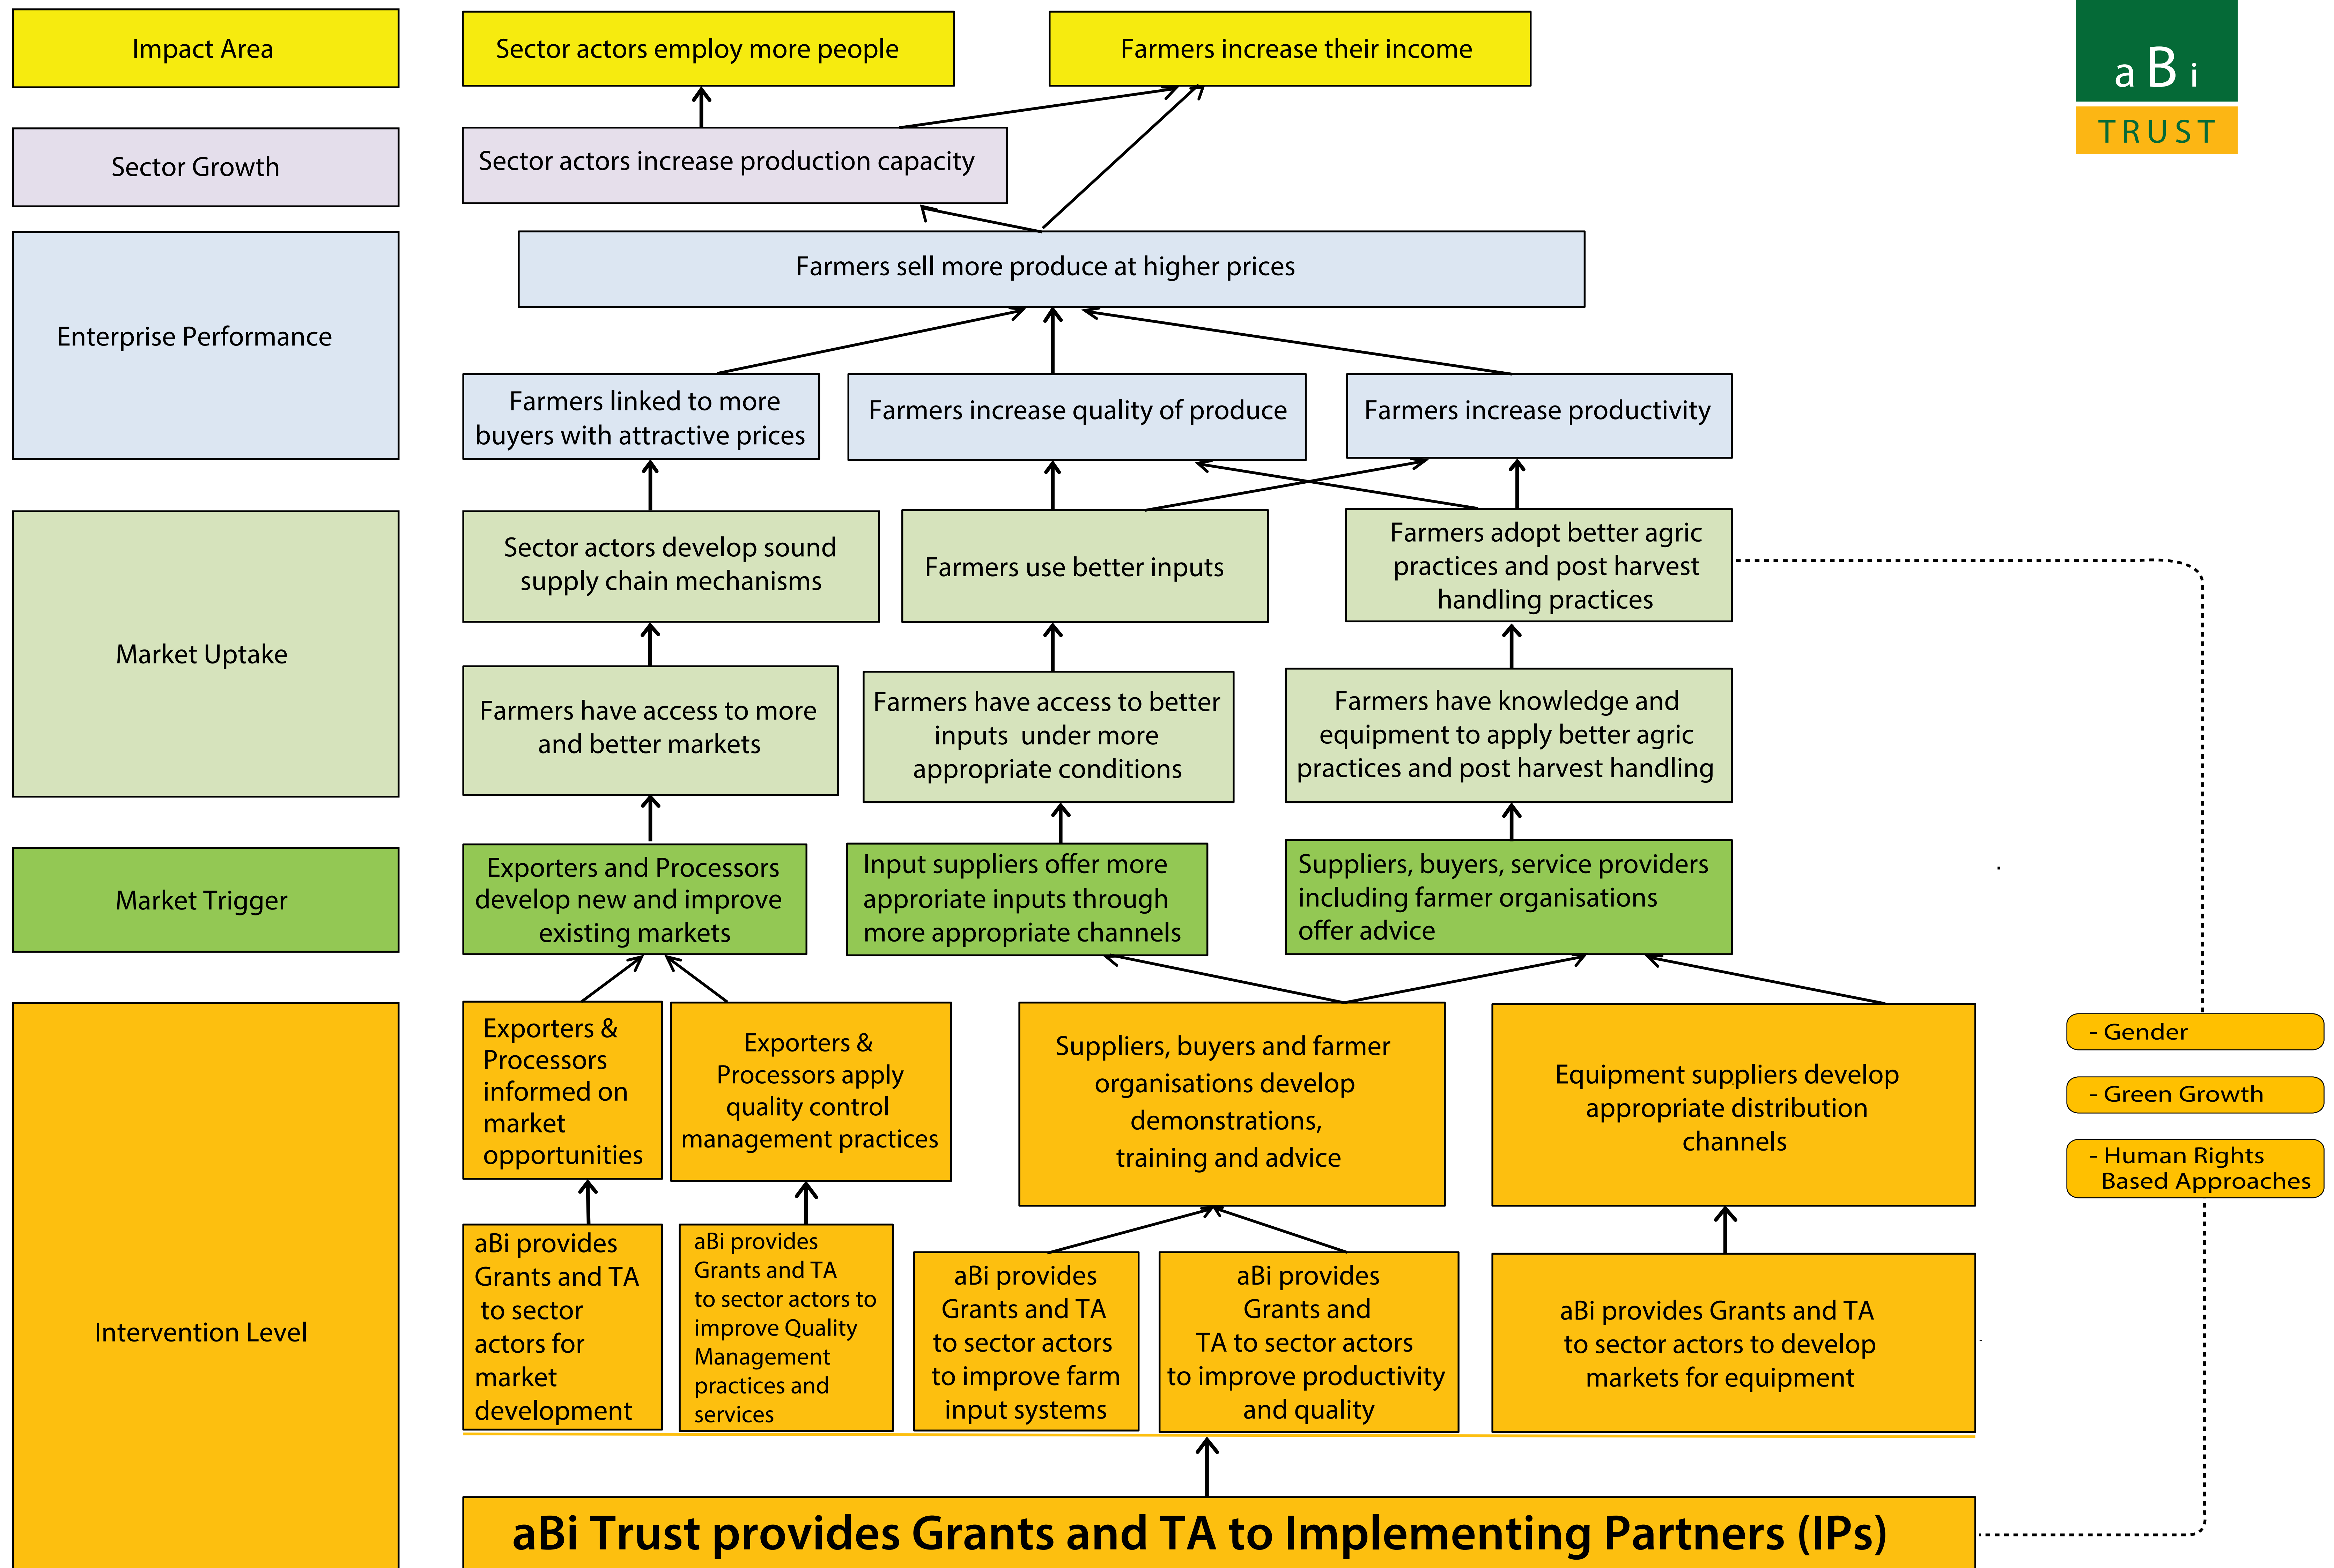 Impact Area
Sector actors employ more people
Farmers increase their income
a B i
TRUST
Sector Growth
Sector actors increase production capacity
Enterprise Performance
Farmers sell more produce at higher prices
Farmers linked to more
buyers with attractive prices
Farmers increase quality of produce
Farmers increase productivity
Market Uptake
Sector actors develop sound
supply chain mechanisms
Farmers use better inputs
Farmers adopt better agric
practices and post harvest
handling practices
Farmers have access to more
and better markets
Farmers have access to better
inputs under more
appropriate conditions
Farmers have knowledge and
equipment to apply better agric
practices and post harvest handling
Market Trigger
Exporters and Processors
develop new and improve
existing markets
Input suppliers offer more
approriate inputs through
more appropriate channels
Suppliers, buyers, service providers
including farmer organisations
offer advice
Intervention Level
Exporters &
Processors
informed on
market
opportunities
Exporters &
Processors apply
quality control
management practices
Suppliers, buyers and farmer
organisations develop
demonstrations,
training and advice
Equipment suppliers develop
appropriate distribution
channels
- Gender
- Green Growth
- Human Rights
Based Approaches
aBi provides
Grants and TA
to sector
actors for
market
development
aBi provides
Grants and TA
to sector actors to
improve Quality
Management
practices and
services
aBi provides
Grants and TA
to sector actors
to improve farm
input systems
aBi provides
Grants and
TA to sector actors
to improve productivity
and quality
aBi provides Grants and TA
to sector actors to develop
markets for equipment
aBi Trust provides Grants and TA to Implementing Partners (IPs)